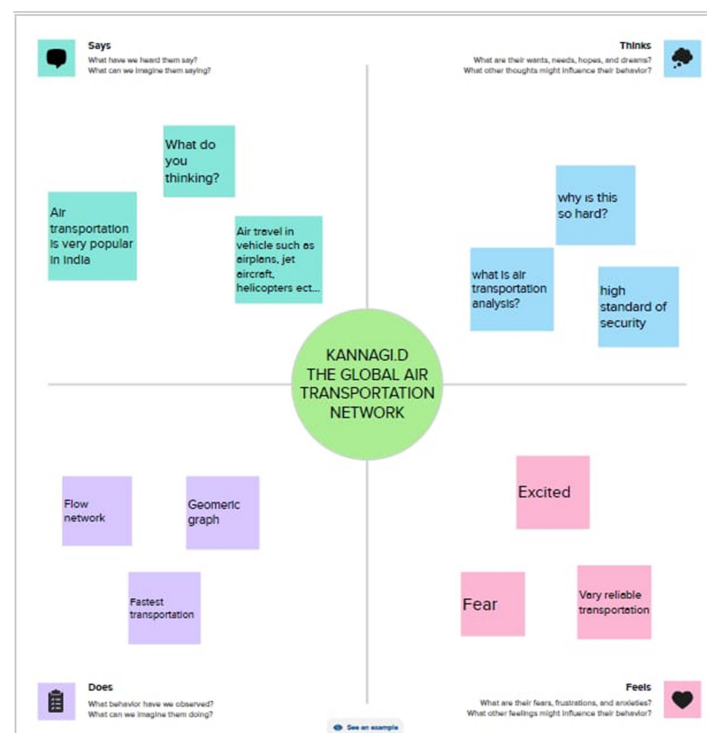 Says
What have we heard them say?
What can we imagine them saying?
Thinks
What are their wants, needs, hopes, and dreams?
What other thoughts might influence their behavior?
What do
you
thinking?
Air
transportation
is very popular
in india
Air travel in
vehicle such as
airplans, jet
aircraft,
helicopters ect...
why is this
so hard?
what is air
transportation
analysis?
high
standard of
security
KANNAGI.D
THE GLOBAL AIR
TRANSPORTATION
NETWORK
Flow
network
Geomeric
graph
Fastest
transportation
Excited
Fear
Vary reliable
transportation
Does
What behavior have we observed?
What can we imagine them doing?
Feels
What are their fears, frustrations, and anxieties?
What other feelings might influence their behavior?
See an example